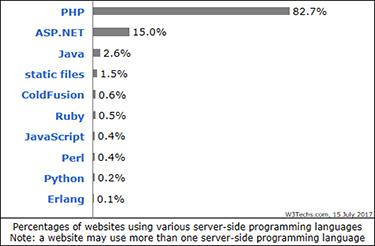 PHP 82.7%
ASP.NET 15.0%
Java 2.6%
static files 1.5%
ColdFusion 0.6%
Ruby 0.5%
JavaScript 0.4%
Perl 0.4%
Python 0.2%
Erlang 0.1%
W3Techs.com, 15 July 2017
Percentages of websites using various server-side programming languages
Note: a website may use more than one server-side programming language